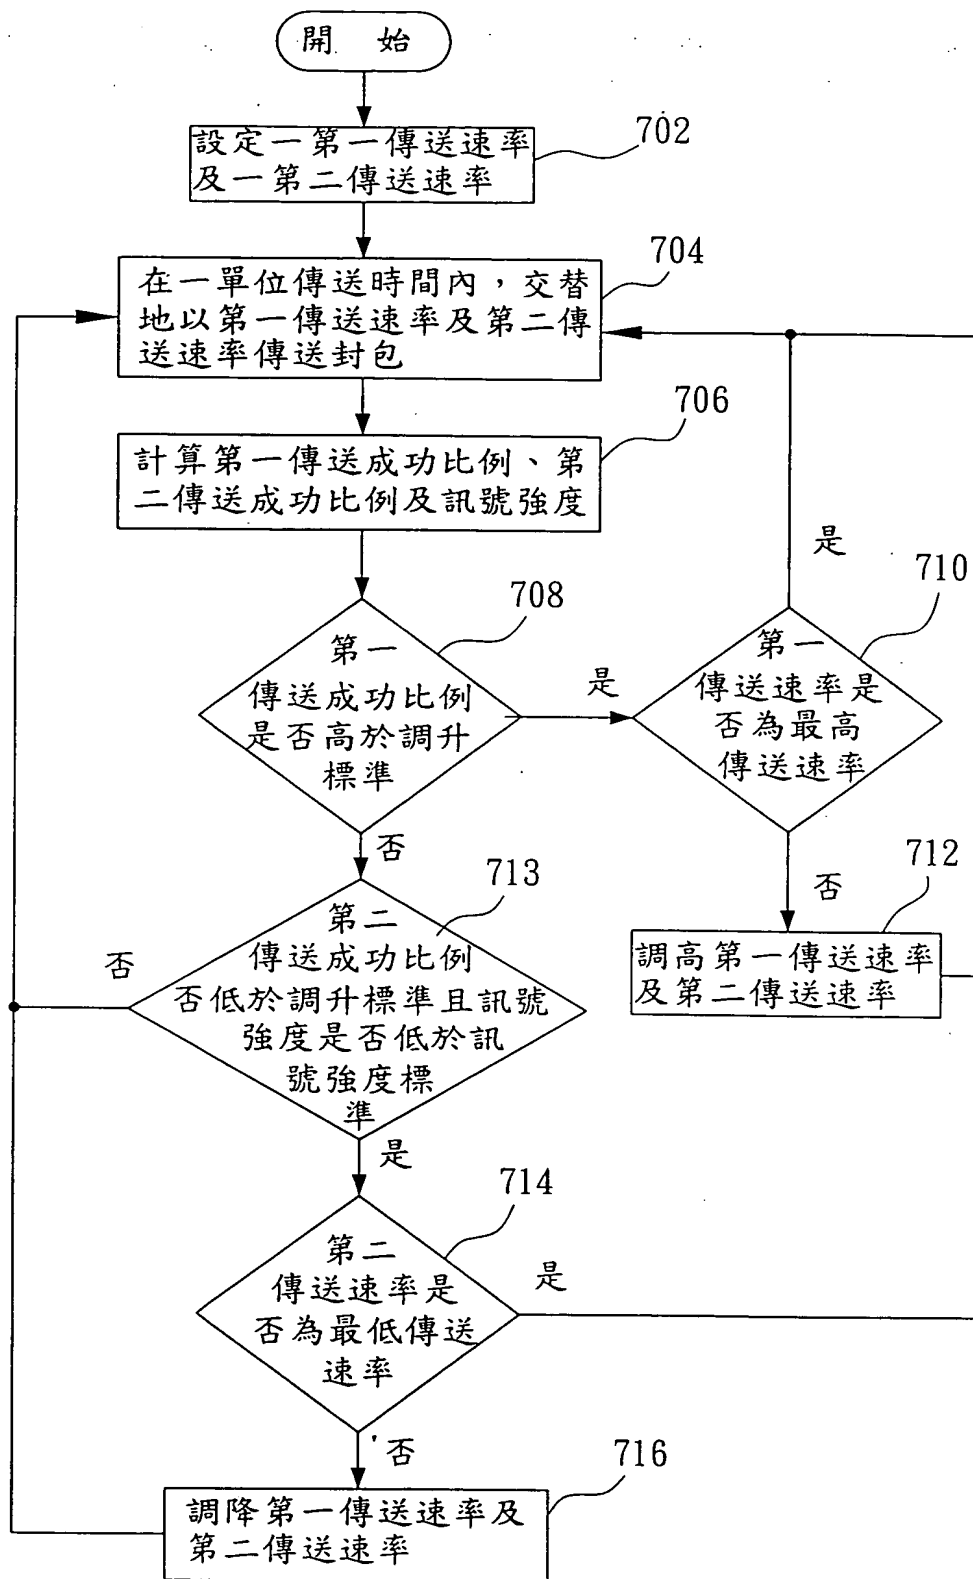 開 始
702
設定一第一傳送速率
及一第二傳送速率
704
在一單位傳送時間內，交替
地以第一傳送速率及第二傳
送速率傳送封包
706
計算第一傳送成功比例、第
二傳送成功比例及訊號強度
708
第一
傳送成功比例
是否高於調升
標準
是
710
第一
傳送速率是
否為最高
傳送速率
是
否
712
調高第一傳送速率
及第二傳送速率
否
713
第二
傳送成功比例
否低於調升標準且訊號
強度是否低於訊
號強度標
準
否
是
714
第二
傳送速率是
否為最低傳送
速率
是
否
716
調降第一傳送速率及
第二傳送速率